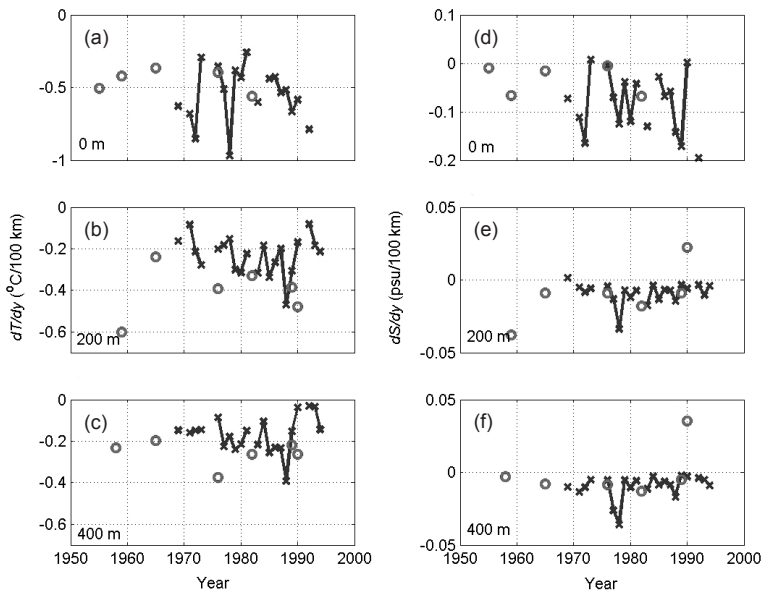 0
-0.5
-1
(a)
0 m
0.1
0
-0.1
-0.2
(d)
0 m
dT/dy (°C/100 km)
0
-0.2
-0.4
-0.6
(b)
200 m
dS/dy (psu/100 km)
0.05
0
-0.05
(e)
200 m
0
-0.2
-0.4
-0.6
(c)
400 m
1950 1960 1970 1980 1990 2000
Year
0.05
0
-0.05
(f)
400 m
1950 1960 1970 1980 1990 2000
Year